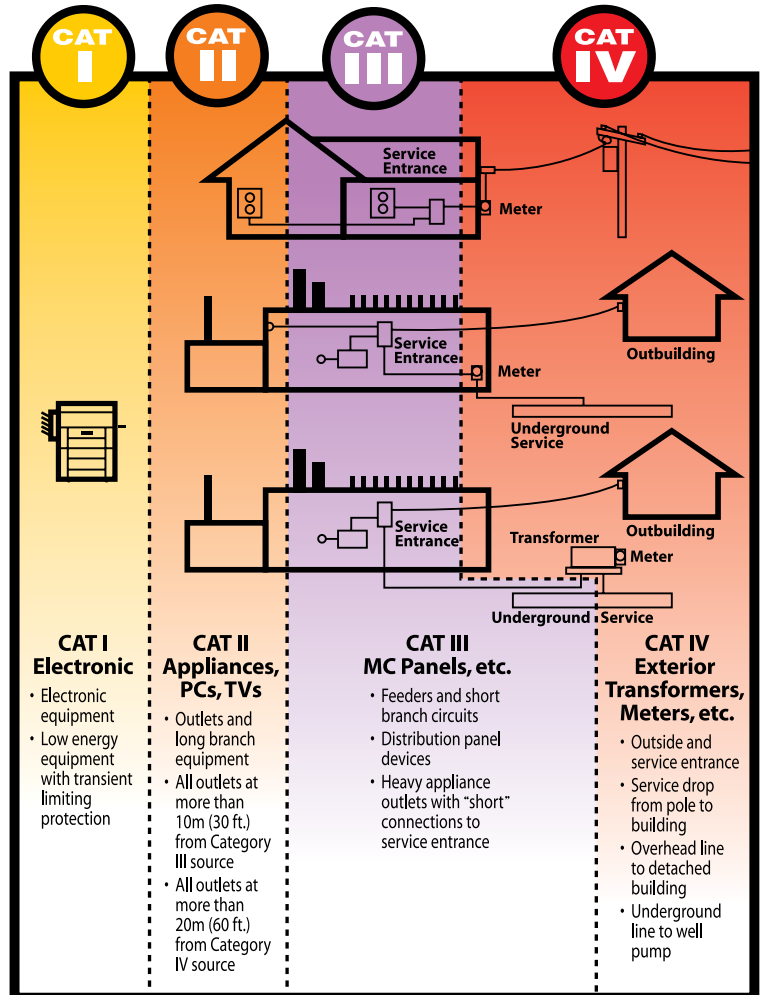 CAT
I
CAT
II
CAT
III
CAT
IV
Service
Entrance
Meter
Service
Entrance
Meter
Outbuilding
Underground
Service
Service
Entrance
Outbuilding
Transformer
Meter
Underground Service
CAT I
Electronic
• Electronic
equipment
• Low energy
equipment
with transient
limiting
protection
CAT II
Appliances,
PCs, TVs
• Outlets and
long branch
equipment
• All outlets at
more than
10m (30 ft.)
from Category
III source
• All outlets at
more than
20m (60 ft.)
from Category
IV source
CAT III
MC Panels, etc.
• Feeders and short
branch circuits
• Distribution panel
devices
• Heavy appliance
outlets with “short”
connections to
service entrance
CAT IV
Exterior
Transformers,
Meters, etc.
• Outside and
service entrance
• Service drop
from pole to
building
• Overhead line
to detached
building
• Underground
line to well
pump